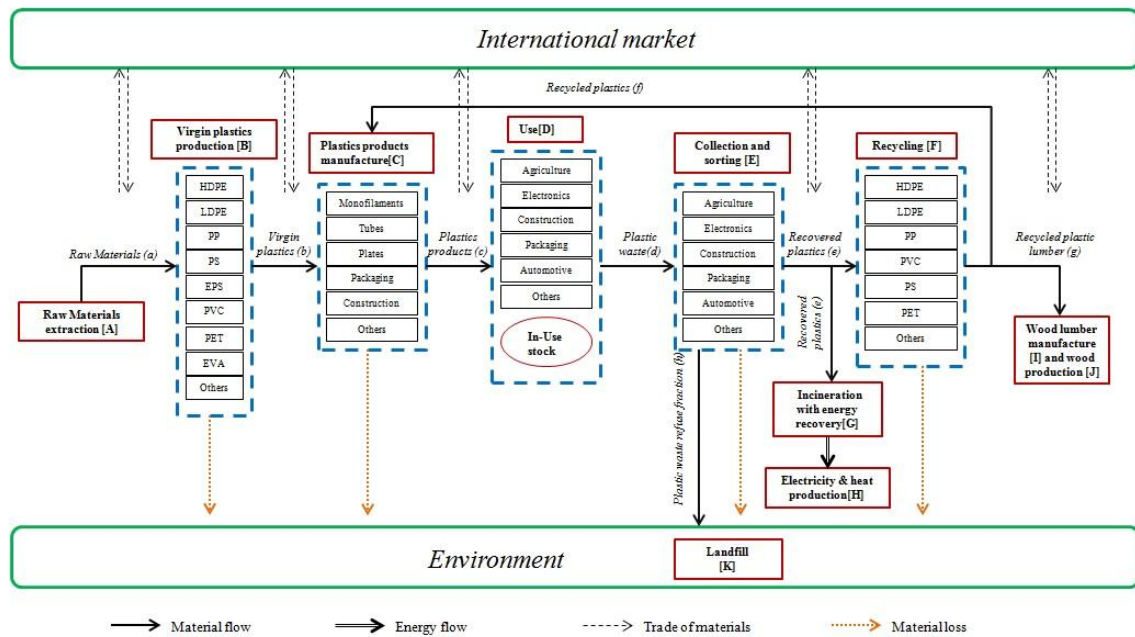 International market
Recycled plastics (f)
Virgin plastics
production [B]
Plastics products
manufacture[C]
Use[D]
Collection and
sorting [E]
Recycling [F]
HDPE
LDPE
PP
PS
EPS
PVC
PET
EVA
Others
Monofilaments
Tubes
Plates
Packaging
Construction
Others
Agriculture
Electronics
Construction
Packaging
Automotive
Others
In-Use
stock
Agriculture
Electronics
Construction
Packaging
Automotive
Others
HDPE
LDPE
PP
PVC
PS
PET
Others
Raw Materials (a)
Virgin
plastics (b)
Plastics
products (c)
Plastic
waste(d)
Recovered
plastics (e)
Recycled plastic
lumber (g)
Raw Materials
extraction [A]
Recovered
plastics (e)
Plastic waste refuse fraction (h)
Wood lumber
manufacture
[I] and wood
production [J]
Incineration
with energy
recovery[G]
Electricity & heat
production[H]
Environment
Landfill
[K]
Material flow
Energy flow
Trade of materials
Material loss